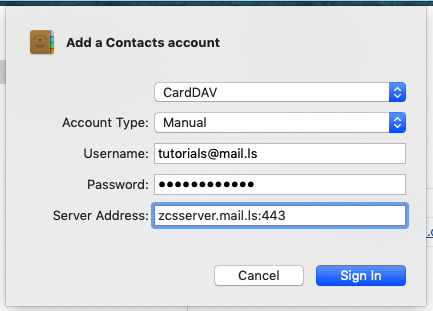 Add a Contacts account
CardDAV
Account Type: Manual
Username: tutorials@mail.ls
Password: ●●●●●●●●●●●●
Server Address: zcsserver.mail.ls:443
Cancel Sign In